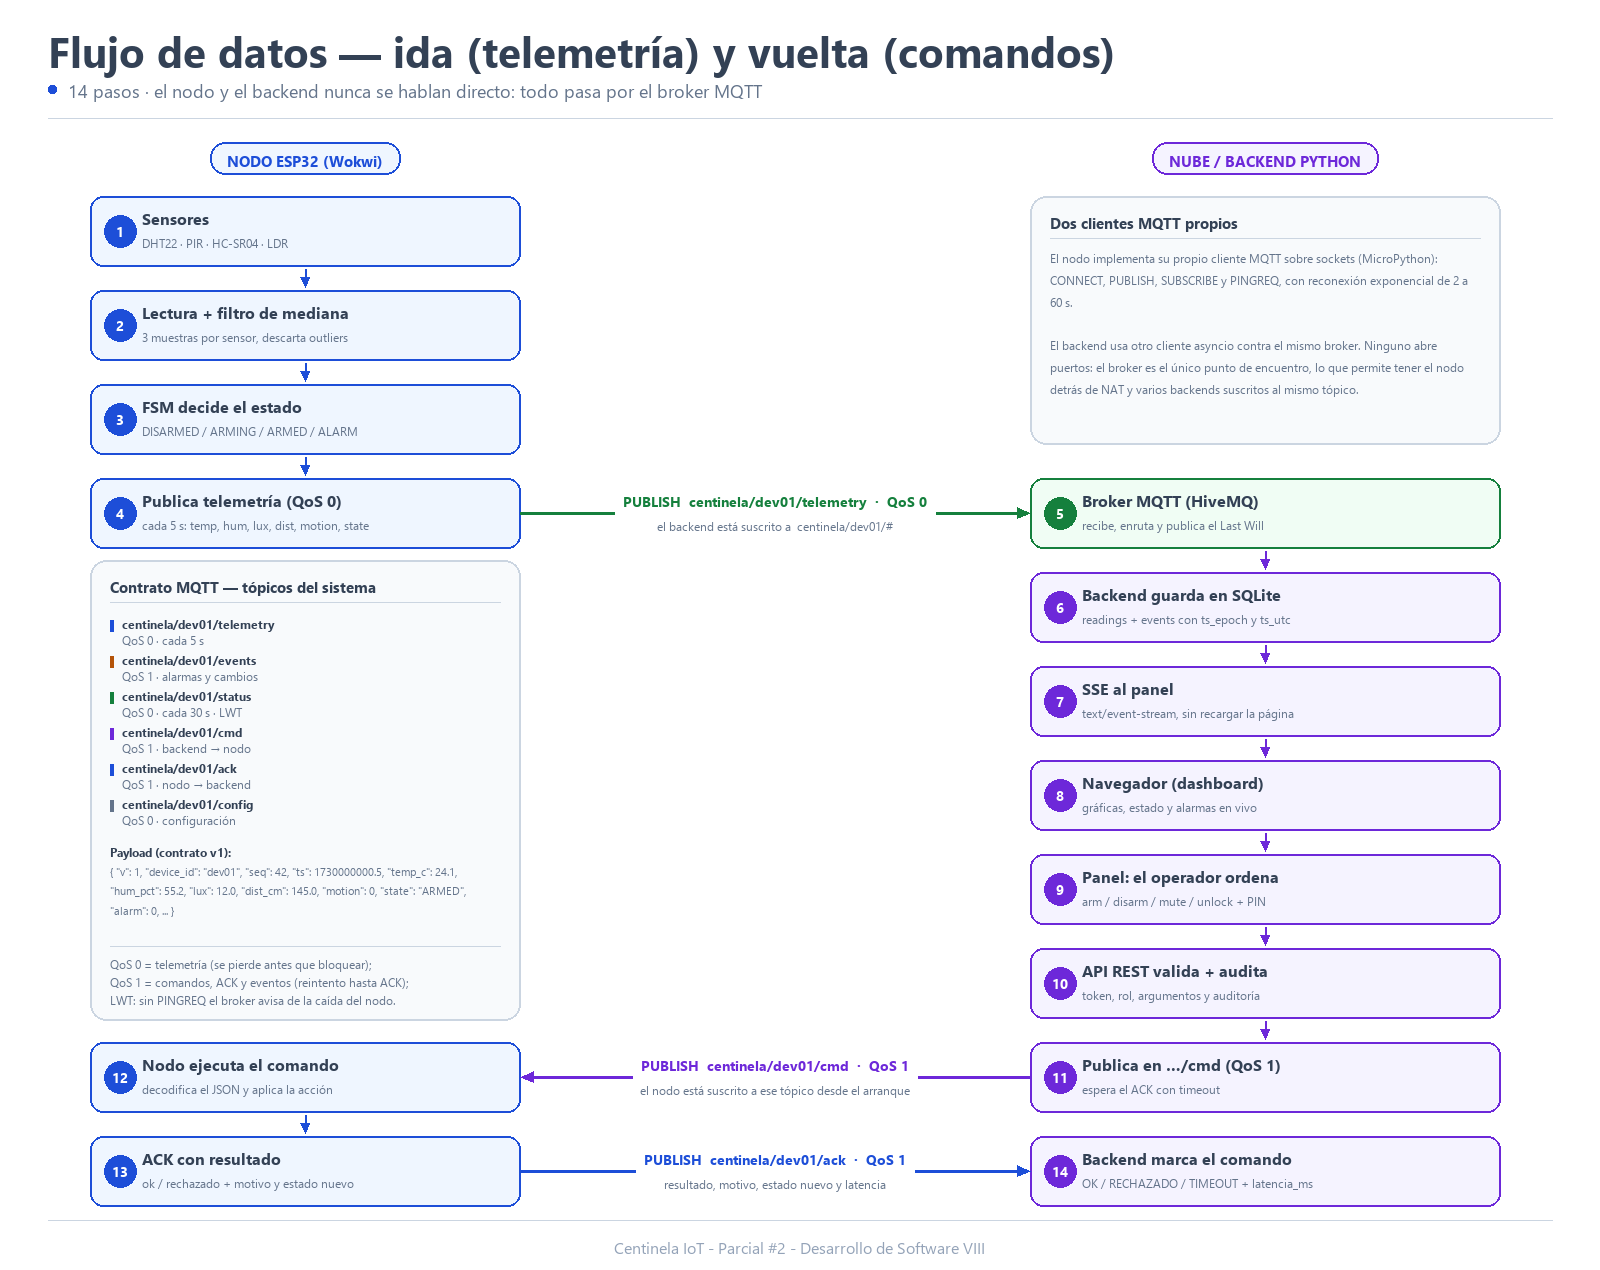 Flujo de datos — ida (telemetría) y vuelta (comandos)
14 pasos · el nodo y el backend nunca se hablan directo: todo pasa por el broker MQTT
NODO ESP32 (Wokwi)
1
Sensores
DHT22 · PIR · HC-SR04 · LDR
2
Lectura + filtro de mediana
3 muestras por sensor, descarta outliers
3
FSM decide el estado
DISARMED / ARMING / ARMED / ALARM
4
Publica telemetría (QoS 0)
cada 5 s: temp, hum, lux, dist, motion, state
PUBLISH centinela/dev01/telemetry · QoS 0
el backend está suscrito a centinela/dev01/#
NUBE / BACKEND PYTHON
Dos clientes MQTT propios
El nodo implementa su propio cliente MQTT sobre sockets (MicroPython):
CONNECT, PUBLISH, SUBSCRIBE y PINGREQ, con reconexión exponencial de 2 a
60 s.
El backend usa otro cliente asyncio contra el mismo broker. Ninguno abre
puertos: el broker es el único punto de encuentro, lo que permite tener el nodo
detrás de NAT y varios backends suscritos al mismo tópico.
5
Broker MQTT (HiveMQ)
recibe, enruta y publica el Last Will
6
Backend guarda en SQLite
readings + events con ts_epoch y ts_utc
7
SSE al panel
text/event-stream, sin recargar la página
8
Navegador (dashboard)
gráficas, estado y alarmas en vivo
9
Panel: el operador ordena
arm / disarm / mute / unlock + PIN
10
API REST valida + audita
token, rol, argumentos y auditoría
11
Publica en .../cmd (QoS 1)
espera el ACK con timeout
Contrato MQTT — tópicos del sistema
centinela/dev01/telemetry
QoS 0 · cada 5 s
centinela/dev01/events
QoS 1 · alarmas y cambios
centinela/dev01/status
QoS 0 · cada 30 s · LWT
centinela/dev01/cmd
QoS 1 · backend → nodo
centinela/dev01/ack
QoS 1 · nodo → backend
centinela/dev01/config
QoS 0 · configuración
Payload (contrato v1):
{ "v": 1, "device_id": "dev01", "seq": 42, "ts": 1730000000.5, "temp_c": 24.1,
"hum_pct": 55.2, "lux": 12.0, "dist_cm": 145.0, "motion": 0, "state": "ARMED",
"alarm": 0, ... }
QoS 0 = telemetría (se pierde antes que bloquear);
QoS 1 = comandos, ACK y eventos (reintento hasta ACK);
LWT: sin PINGREQ el broker avisa de la caída del nodo.
PUBLISH centinela/dev01/cmd · QoS 1
el nodo está suscrito a ese tópico desde el arranque
12
Nodo ejecuta el comando
decodifica el JSON y aplica la acción
13
ACK con resultado
ok / rechazado + motivo y estado nuevo
PUBLISH centinela/dev01/ack · QoS 1
resultado, motivo, estado nuevo y latencia
14
Backend marca el comando
OK / RECHAZADO / TIMEOUT + latencia_ms
Centinela IoT - Parcial #2 - Desarrollo de Software VIII